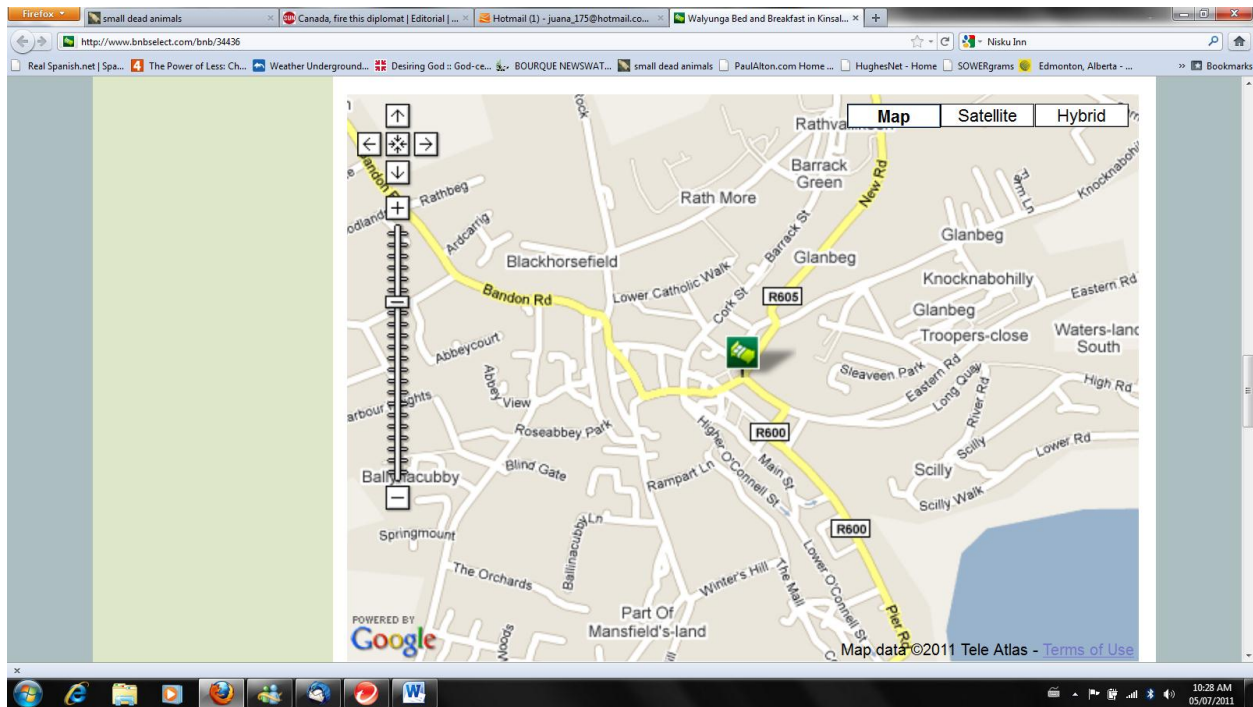 Firefox
small dead animals
Canada, fire this diplomat | Editorial | ...
Hotmail (1) - juana_175@hotmail.co...
Walyunga Bed and Breakfast in Kinsal...
http://www.bnbselect.com/bnb/34436
Nisku Inn
Real Spanish.net | Spa...
The Power of Less: Ch...
Weather Underground...
Desiring God :: God-ce...
BOURQUE NEWSWAT...
small dead animals
PaulAlton.com Home ...
HughesNet - Home
SOWERgrams
Edmonton, Alberta - ...
Bookmarks
Map
Satellite
Hybrid
Rock
Barrack
Green
New Rd
Rath More
Knocknabohi
Rathbeg
Ardcarrig
Barrack St
Glanbeg
Blackhorsefield
Glanbeg
Lower Catholic Walk
Knocknabohilly
Eastern Rd
Bandon Rd
Cork St
R605
Glanbeg
Troopers-close
Waters-land
South
Abbeycourt
Abbey
View
Sleaveen Park
Eastern Rd
Long Quay
River Rd
High Rd
Roseabbey Park
R600
Higher O'Connell St
Main St
Scilly
Lower Rd
Blind Gate
Rampart Ln
Scilly
Scilly Walk
Springmount
Ballinacubby Ln
R600
The Orchards
Winter's Hill
The Mall
Lower O'Connell St
Part Of
Mansfield's-land
Pier Rd
POWERED BY
Google
Woods
Map data ©2011 Tele Atlas - Terms of Use
10:28 AM
05/07/2011